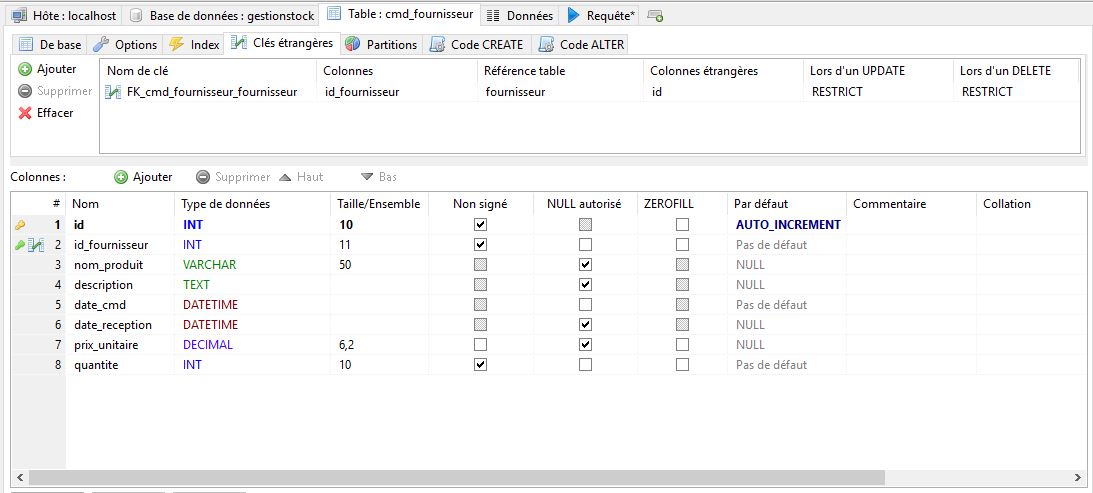 Hôte : localhost Base de données : gestionstock Table : cmd_fournisseur Données Requête*
De base Options Index Clés étrangères Partitions Code CREATE Code ALTER
Ajouter Nom de clé Colonnes Référence table Colonnes étrangères Lors d'un UPDATE Lors d'un DELETE
Supprimer FK_cmd_fournisseur_fournisseur id_fournisseur fournisseur id RESTRICT RESTRICT
Effacer
Colonnes : Ajouter Supprimer Haut Bas
# Nom Type de données Taille/Ensemble Non signé NULL autorisé ZEROFILL Par défaut Commentaire Collation
1 id INT 10 AUTO_INCREMENT
2 id_fournisseur INT 11 Pas de défaut
3 nom_produit VARCHAR 50 NULL
4 description TEXT NULL
5 date_cmd DATETIME Pas de défaut
6 date_reception DATETIME NULL
7 prix_unitaire DECIMAL 6,2 NULL
8 quantite INT 10 Pas de défaut